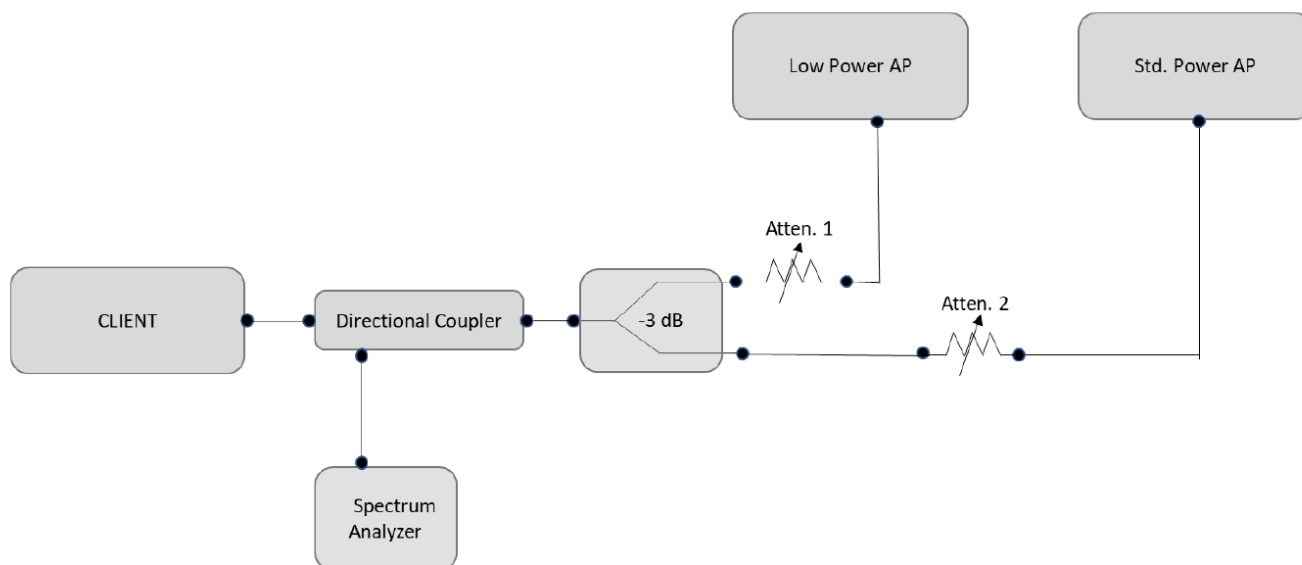 Low Power AP
Std. Power AP
Atten. 1
Atten. 2
CLIENT
Directional Coupler
-3 dB
Spectrum
Analyzer